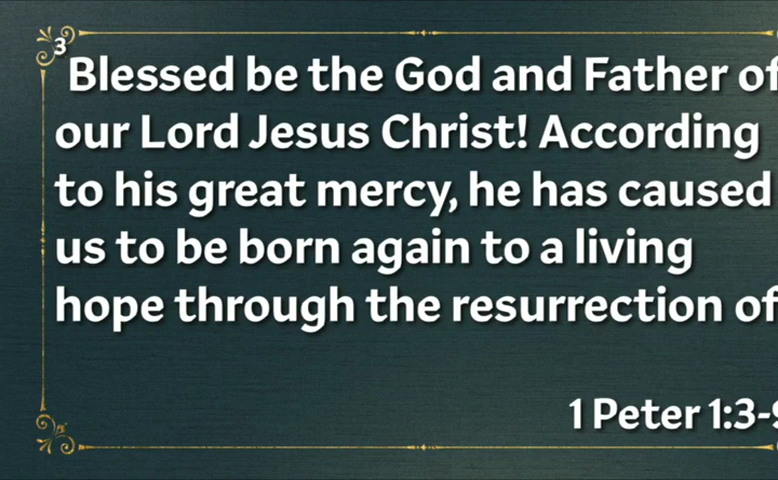 3 Blessed be the God and Father of
our Lord Jesus Christ! According
to his great mercy, he has caused
us to be born again to a living
hope through the resurrection of
1 Peter 1:3-9